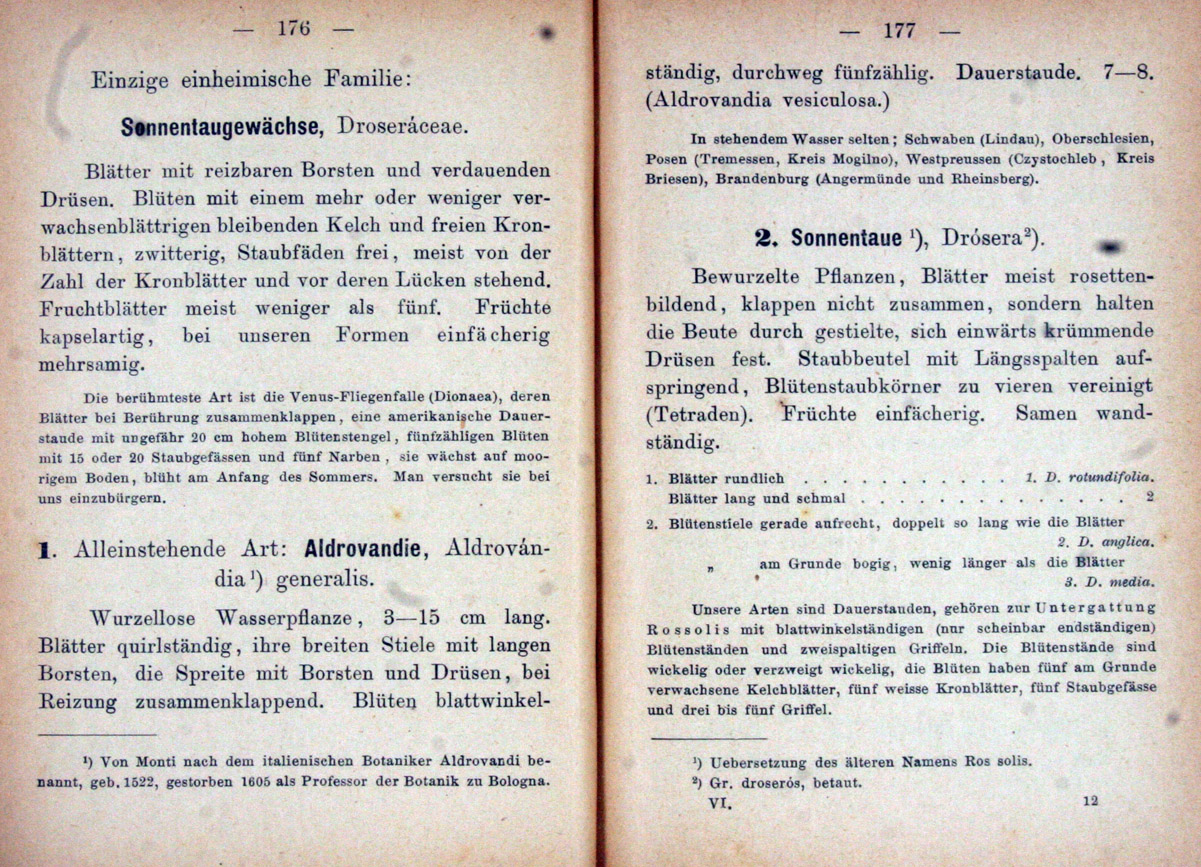 — 176 —
Einzige einheimische Familie:
Sonnentaugewächse, Droseráceae.
Blätter mit reizbaren Borsten und verdauenden
Drüsen. Blüten mit einem mehr oder weniger ver-
wachsenblättrigen bleibenden Kelch und freien Kron-
blättern, zwitterig, Staubfäden frei, meist von der
Zahl der Kronblätter und vor deren Lücken stehend.
Fruchtblätter meist weniger als fünf. Früchte
kapselartig, bei unseren Formen einfächerig
mehrsamig.
Die berühmteste Art ist die Venus-Fliegenfalle (Dionaea), deren
Blätter bei Berührung zusammenklappen, eine amerikanische Dauer-
staude mit ungefähr 20 cm hohem Blütenstengel, fünfzähligen Blüten
mit 15 oder 20 Staubgefässen und fünf Narben, sie wächst auf moo-
rigem Boden, blüht am Anfang des Sommers. Man versucht sie bei
uns einzubürgern.
1. Alleinstehende Art: Aldrovandie, Aldrován-
dia ¹) generalis.
Wurzellose Wasserpflanze, 3—15 cm lang.
Blätter quirlständig, ihre breiten Stiele mit langen
Borsten, die Spreite mit Borsten und Drüsen, bei
Reizung zusammenklappend. Blüten blattwinkel-
¹) Von Monti nach dem italienischen Botaniker Aldrovandi be-
nannt, geb. 1522, gestorben 1605 als Professor der Botanik zu Bologna.
— 177 —
ständig, durchweg fünfzählig. Dauerstaude. 7—8.
(Aldrovandia vesiculosa.)
In stehendem Wasser selten; Schwaben (Lindau), Oberschlesien,
Posen (Tremessen, Kreis Mogilno), Westpreussen (Czystochleb, Kreis
Briesen), Brandenburg (Angermünde und Rheinsberg).
2. Sonnentaue ¹), Drósera ²).
Bewurzelte Pflanzen, Blätter meist rosetten-
bildend, klappen nicht zusammen, sondern halten
die Beute durch gestielte, sich einwärts krümmende
Drüsen fest. Staubbeutel mit Längsspalten auf-
springend, Blütenstaubkörner zu vieren vereinigt
(Tetraden). Früchte einfächerig. Samen wand-
ständig.
1. Blätter rundlich . . . . . . . . . . . 1. D. rotundifolia.
Blätter lang und schmal . . . . . . . . . . . . . . 2
2. Blütenstiele gerade aufrecht, doppelt so lang wie die Blätter
2. D. anglica.
„ am Grunde bogig, wenig länger als die Blätter
3. D. media.
Unsere Arten sind Dauerstauden, gehören zur Untergattung
Rossolis mit blattwinkelständigen (nur scheinbar endständigen)
Blütenständen und zweispaltigen Griffeln. Die Blütenstände sind
wickelig oder verzweigt wickelig, die Blüten haben fünf am Grunde
verwachsene Kelchblätter, fünf weisse Kronblätter, fünf Staubgefässe
und drei bis fünf Griffel.
¹) Uebersetzung des älteren Namens Ros solis.
²) Gr. droserós, betaut.
VI. 12